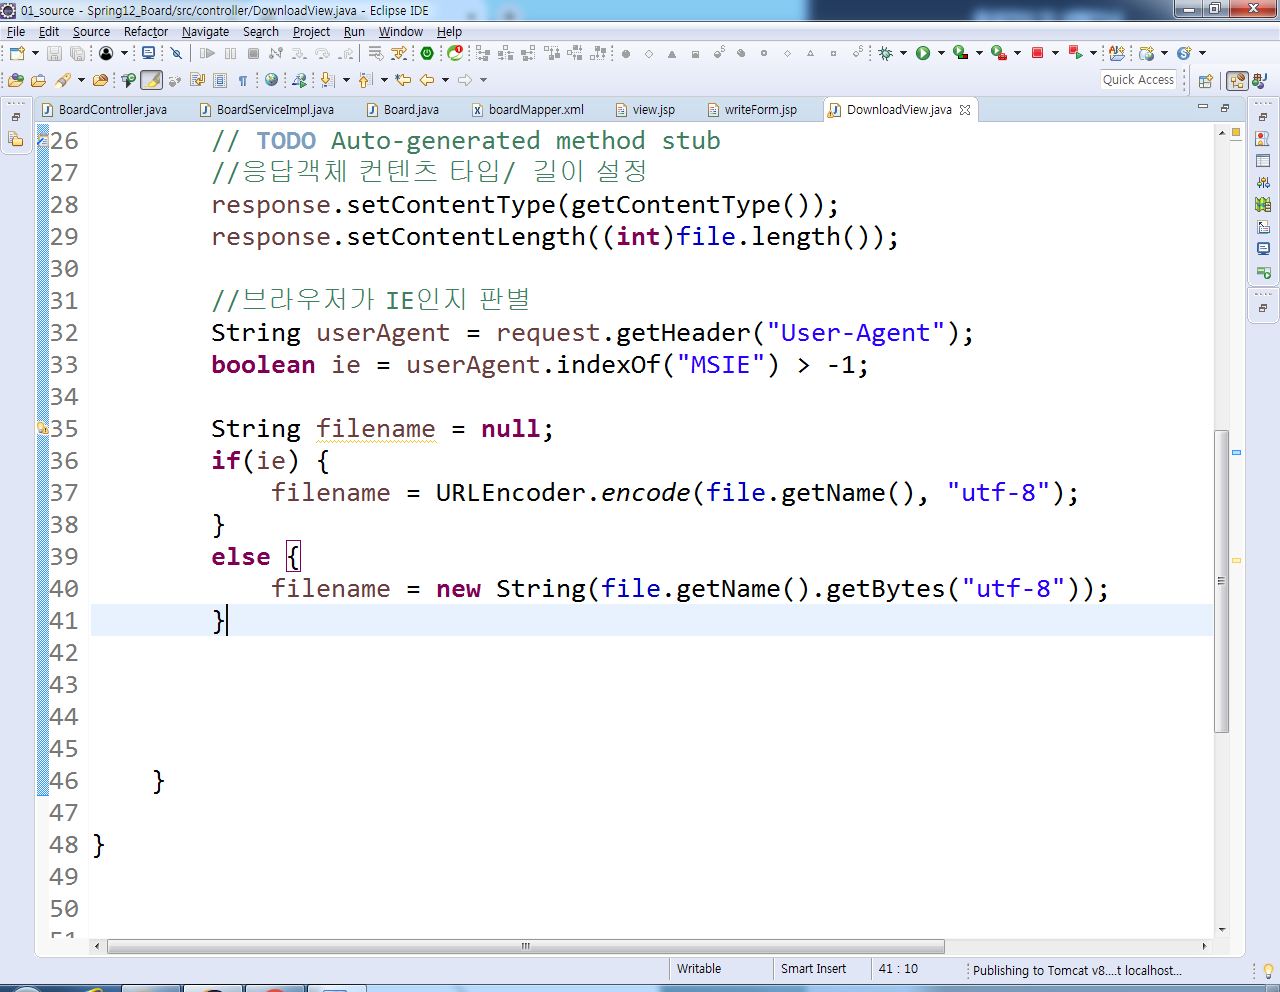 01_source - Spring12_Board/src/controller/DownloadView.java - Eclipse IDE
File Edit Source Refactor Navigate Search Project Run Window Help
Quick Access
BoardController.java BoardServiceImpl.java Board.java boardMapper.xml view.jsp writeForm.jsp DownloadView.java
26 // TODO Auto-generated method stub
27 //응답객체 컨텐츠 타입/ 길이 설정
28 response.setContentType(getContentType());
29 response.setContentLength((int)file.length());
30
31 //브라우저가 IE인지 판별
32 String userAgent = request.getHeader("User-Agent");
33 boolean ie = userAgent.indexOf("MSIE") > -1;
34
35 String filename = null;
36 if(ie) {
37 filename = URLEncoder.encode(file.getName(), "utf-8");
38 }
39 else {
40 filename = new String(file.getName().getBytes("utf-8"));
41 }
42
43
44
45
46 }
47
48 }
49
50
51
Writable Smart Insert 41 : 10 Publishing to Tomcat v8....t localhost...